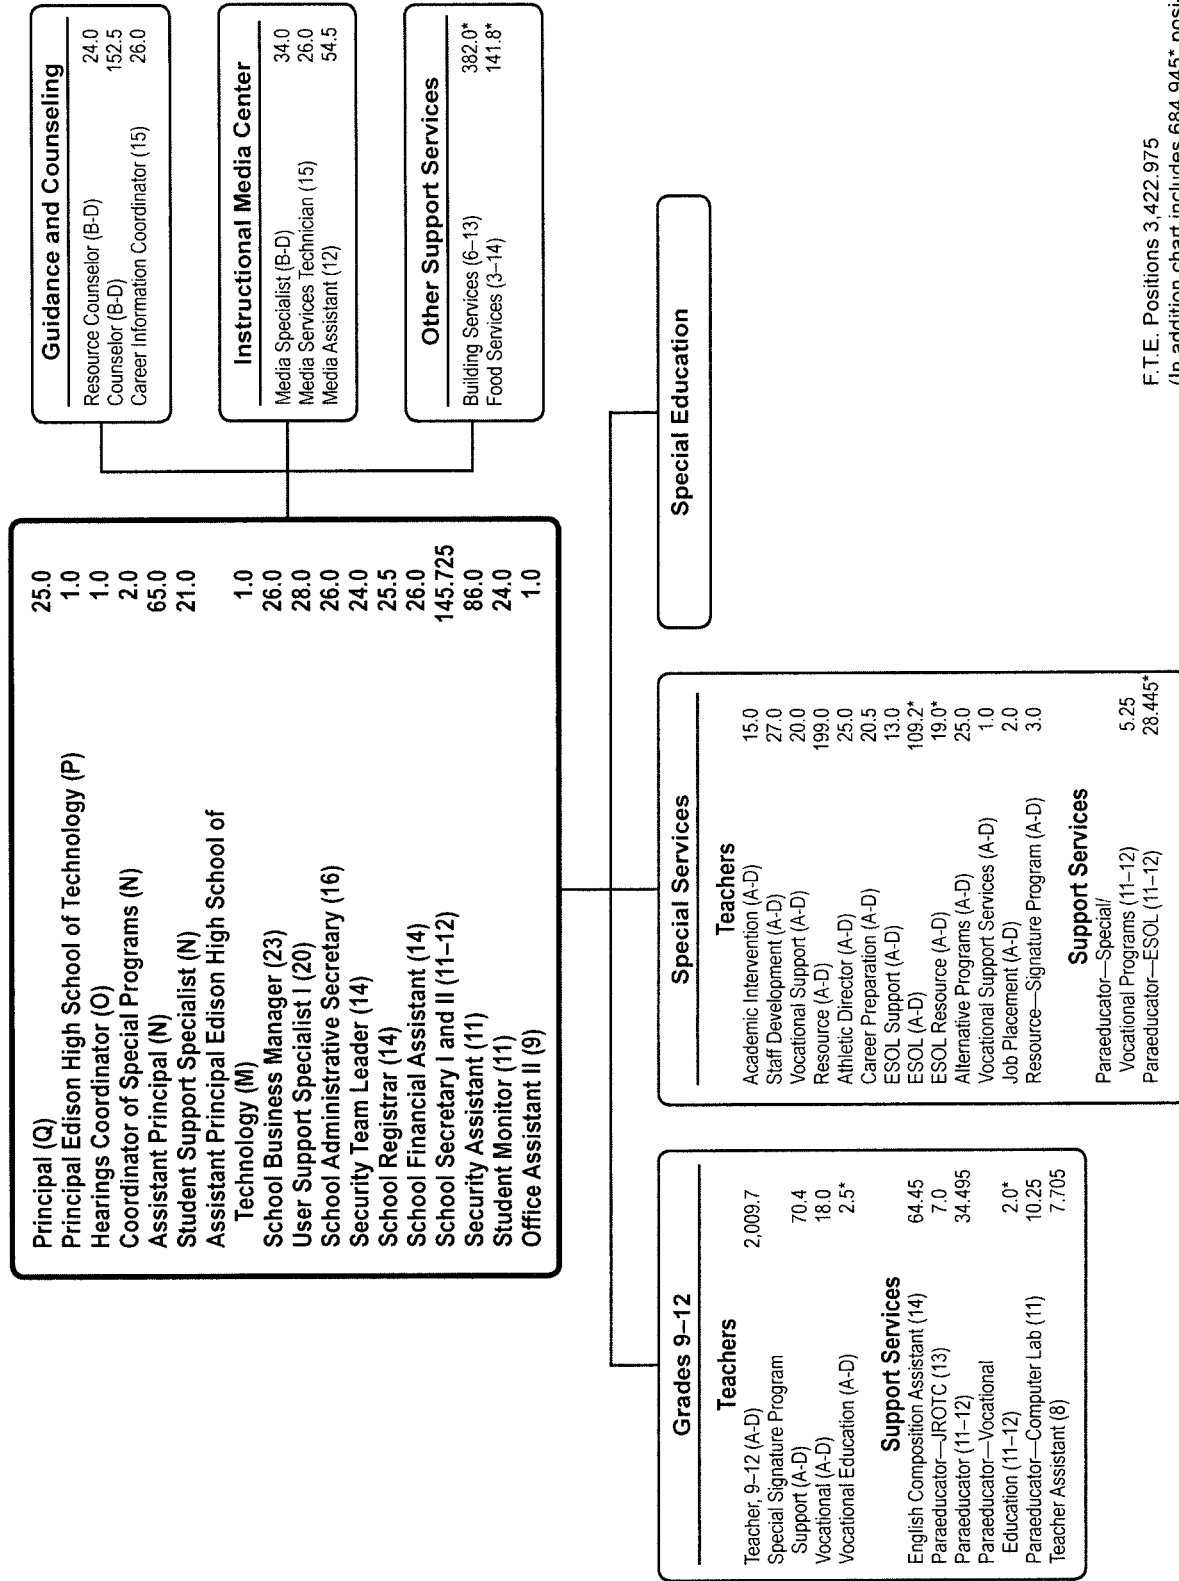 Principal (Q) 25.0
Principal Edison High School of Technology (P) 1.0
Hearings Coordinator (O) 1.0
Coordinator of Special Programs (N) 2.0
Assistant Principal (N) 65.0
Student Support Specialist (N) 21.0
Assistant Principal Edison High School of
Technology (M) 1.0
School Business Manager (23) 26.0
User Support Specialist I (20) 28.0
School Administrative Secretary (16) 26.0
Security Team Leader (14) 24.0
School Registrar (14) 25.5
School Financial Assistant (14) 26.0
School Secretary I and II (11–12) 145.725
Security Assistant (11) 86.0
Student Monitor (11) 24.0
Office Assistant II (9) 1.0
Guidance and Counseling
Resource Counselor (B-D) 24.0
Counselor (B-D) 152.5
Career Information Coordinator (15) 26.0
Instructional Media Center
Media Specialist (B-D) 34.0
Media Services Technician (15) 26.0
Media Assistant (12) 54.5
Other Support Services
Building Services (6–13) 382.0*
Food Services (3–14) 141.8*
Grades 9–12
Teachers
Teacher, 9–12 (A-D) 2,009.7
Special Signature Program
Support (A-D) 70.4
Vocational (A-D) 18.0
Vocational Education (A-D) 2.5*
Support Services
English Composition Assistant (14) 64.45
Paraeducator—JROTC (13) 7.0
Paraeducator (11–12) 34.495
Paraeducator—Vocational
Education (11–12) 2.0*
Paraeducator—Computer Lab (11) 10.25
Teacher Assistant (8) 7.705
Special Services
Teachers
Academic Intervention (A-D) 15.0
Staff Development (A-D) 27.0
Vocational Support (A-D) 20.0
Resource (A-D) 199.0
Athletic Director (A-D) 25.0
Career Preparation (A-D) 20.5
ESOL Support (A-D) 13.0
ESOL (A-D) 109.2*
ESOL Resource (A-D) 19.0*
Alternative Programs (A-D) 25.0
Vocational Support Services (A-D) 1.0
Job Placement (A-D) 2.0
Resource—Signature Program (A-D) 3.0
Support Services
Paraeducator—Special/
Vocational Programs (11–12) 5.25
Paraeducator—ESOL (11–12) 28.445*
Special Education
F.T.E. Positions 3,422.975
(In addition chart includes 684.945*